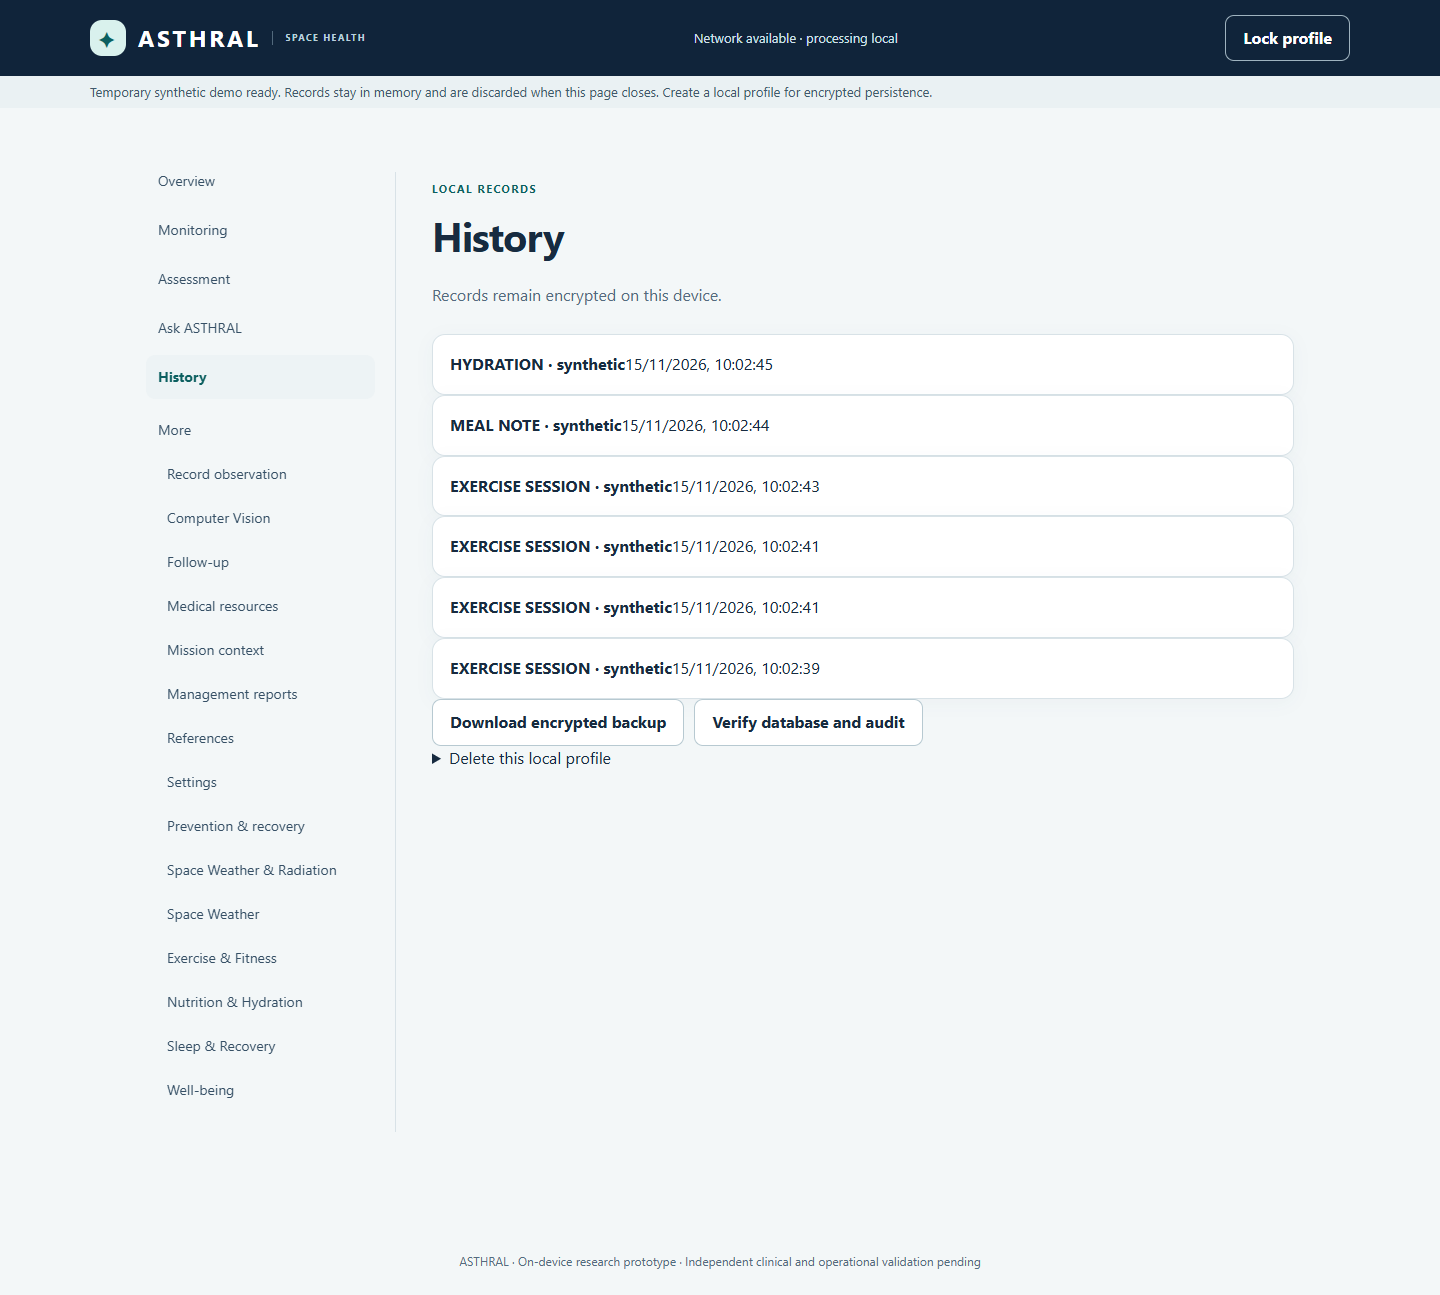 ASTHRAL SPACE HEALTH
Network available · processing local
Lock profile
Temporary synthetic demo ready. Records stay in memory and are discarded when this page closes. Create a local profile for encrypted persistence.
Overview
Monitoring
Assessment
Ask ASTHRAL
History
More
Record observation
Computer Vision
Follow-up
Medical resources
Mission context
Management reports
References
Settings
Prevention & recovery
Space Weather & Radiation
Space Weather
Exercise & Fitness
Nutrition & Hydration
Sleep & Recovery
Well-being
LOCAL RECORDS
History
Records remain encrypted on this device.
HYDRATION · synthetic15/11/2026, 10:02:45
MEAL NOTE · synthetic15/11/2026, 10:02:44
EXERCISE SESSION · synthetic15/11/2026, 10:02:43
EXERCISE SESSION · synthetic15/11/2026, 10:02:41
EXERCISE SESSION · synthetic15/11/2026, 10:02:41
EXERCISE SESSION · synthetic15/11/2026, 10:02:39
Download encrypted backup
Verify database and audit
Delete this local profile
ASTHRAL · On-device research prototype · Independent clinical and operational validation pending